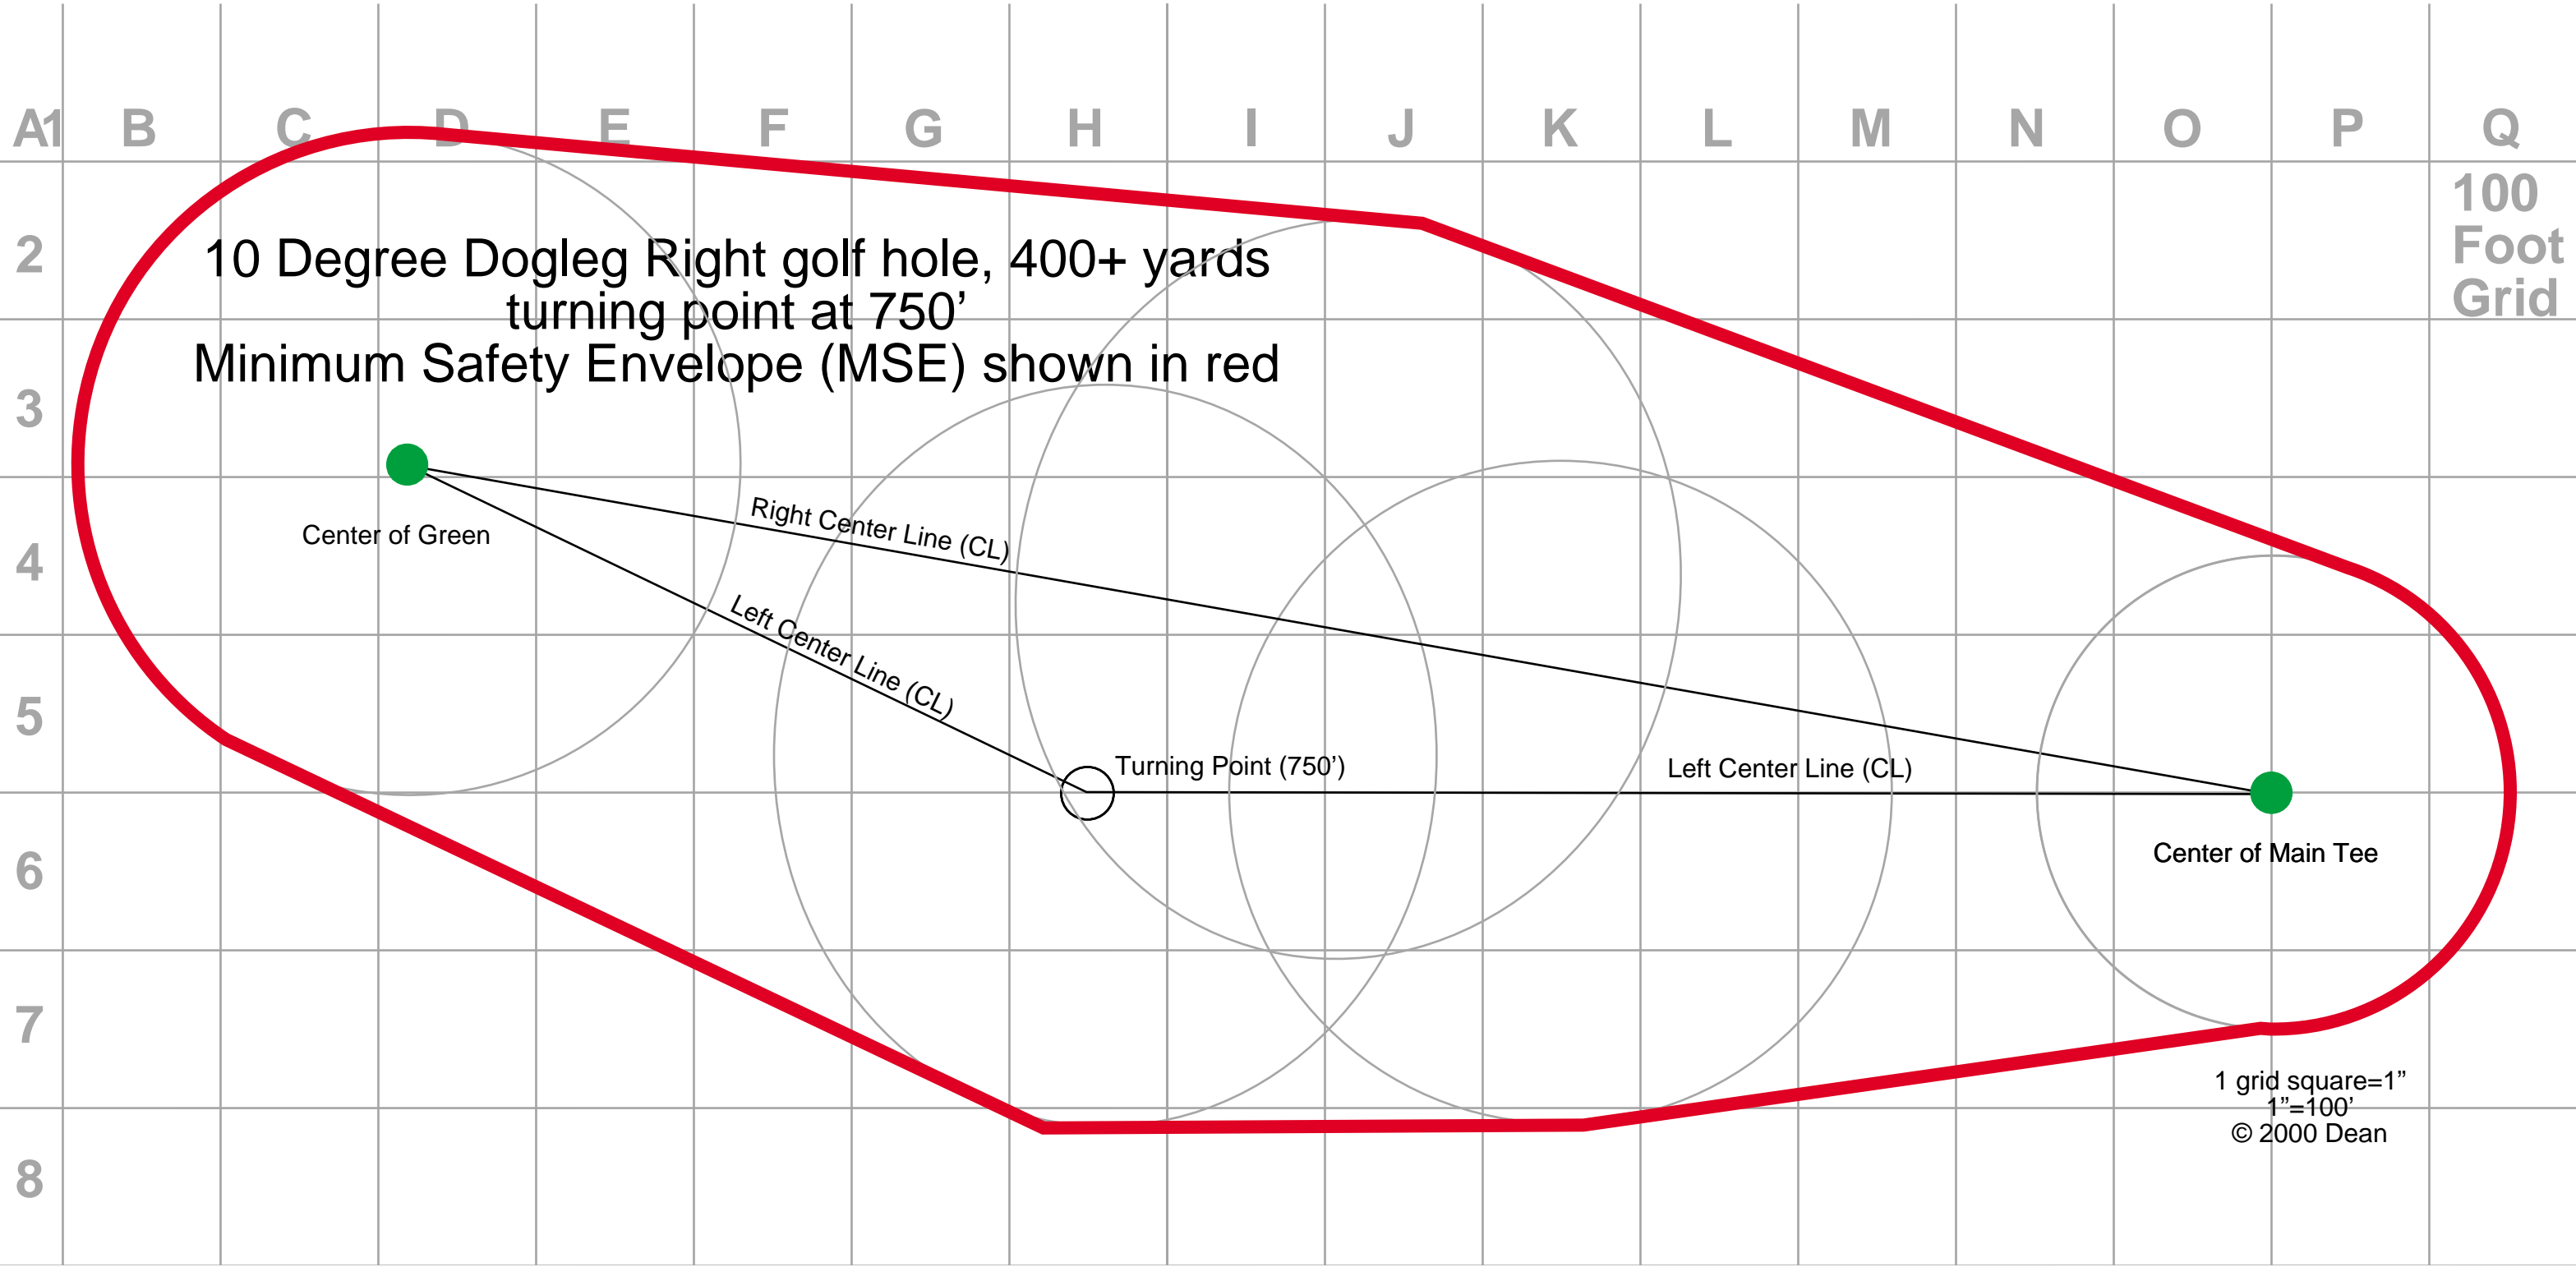 A1 B C D E F G H I J K L M N O P Q
100
Foot
Grid
2
10 Degree Dogleg Right golf hole, 400+ yards
turning point at 750’
Minimum Safety Envelope (MSE) shown in red
3
Center of Green
Right Center Line (CL)
4
Left Center Line (CL)
5
Turning Point (750’)
Left Center Line (CL)
6
Center of Main Tee
7
1 grid square=1”
1”=100’
© 2000 Dean
8